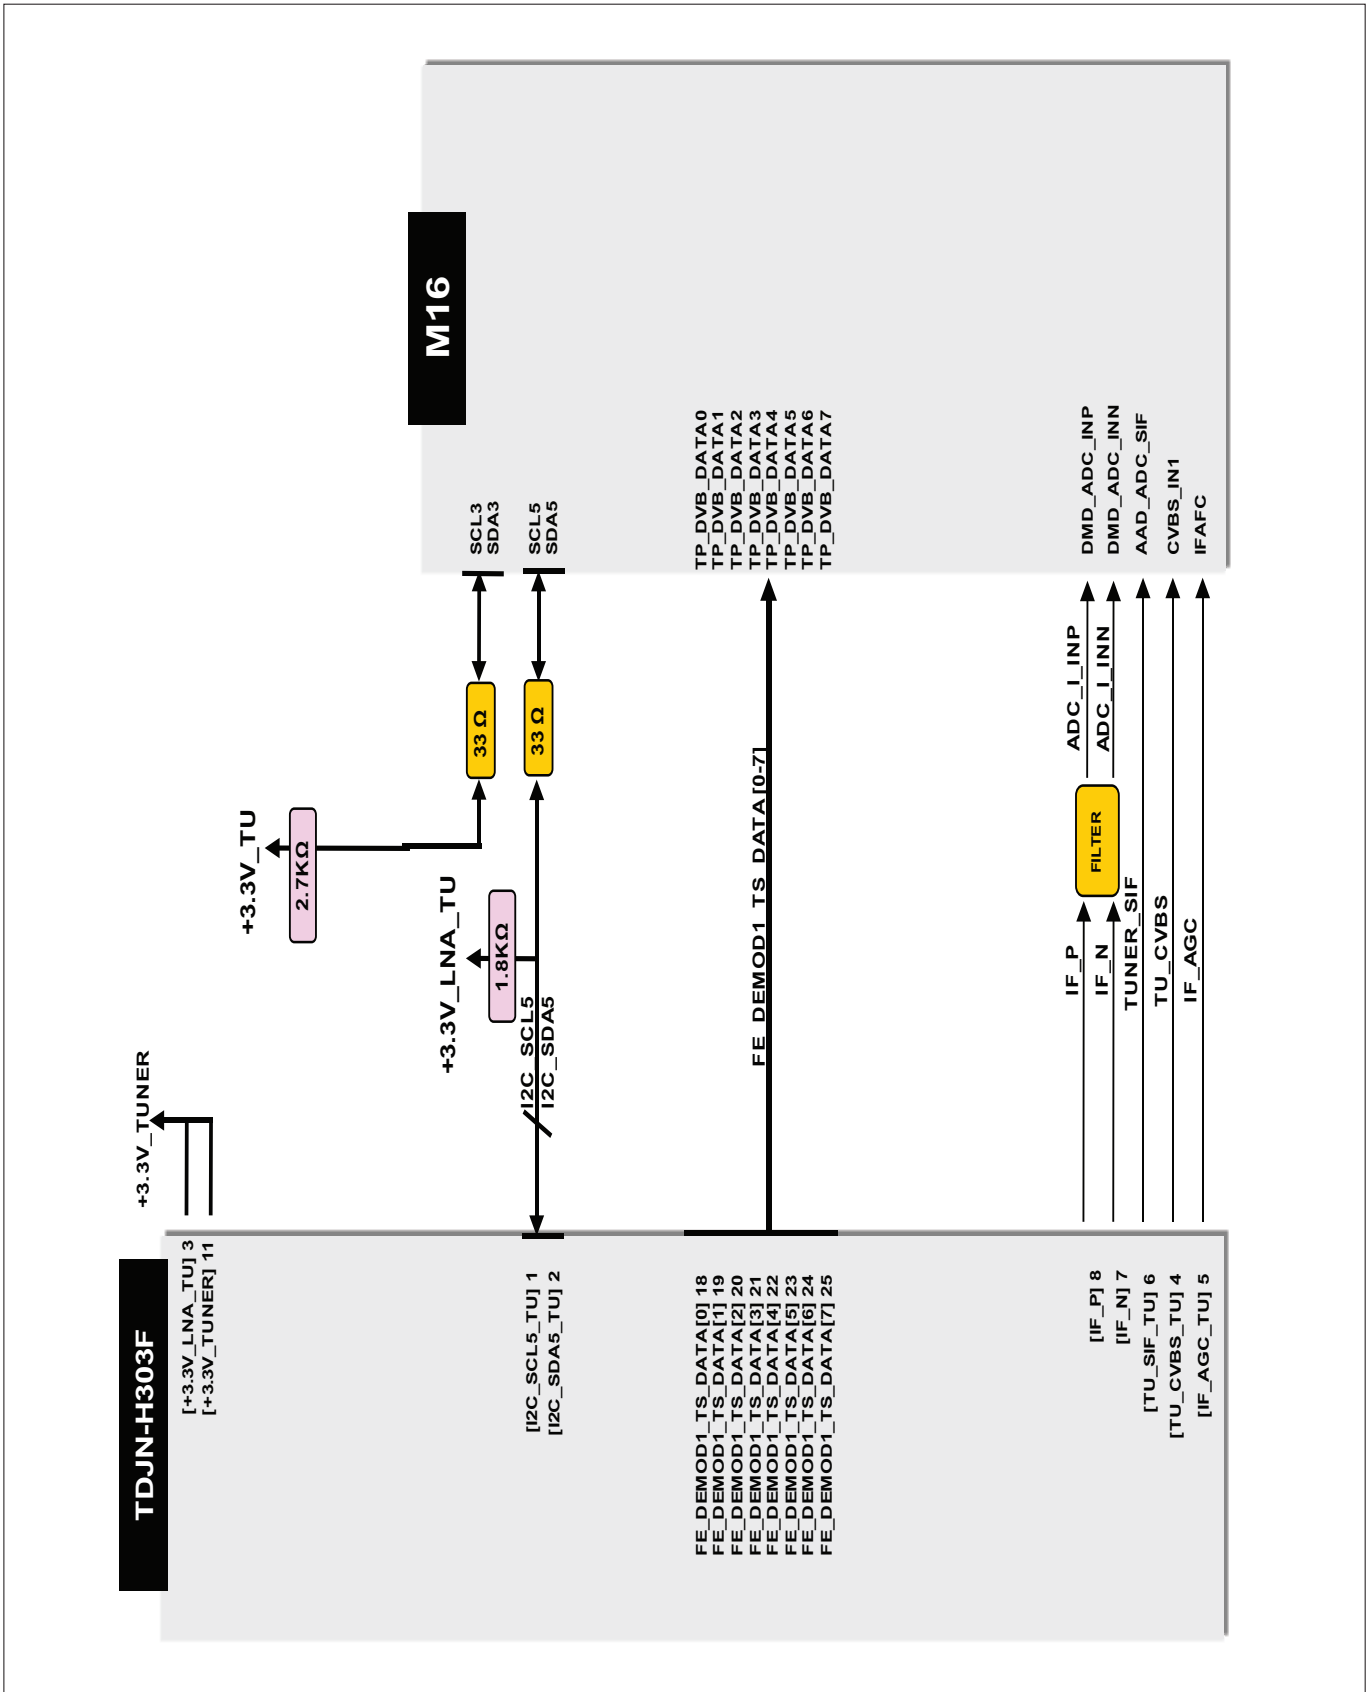 TDJN-H303F
[+3.3V_LNA_TU] 3
[+3.3V_TUNER] 11
[I2C_SCL5_TU] 1
[I2C_SDA5_TU] 2
FE_DEMOD1_TS_DATA[0] 18
FE_DEMOD1_TS_DATA[1] 19
FE_DEMOD1_TS_DATA[2] 20
FE_DEMOD1_TS_DATA[3] 21
FE_DEMOD1_TS_DATA[4] 22
FE_DEMOD1_TS_DATA[5] 23
FE_DEMOD1_TS_DATA[6] 24
FE_DEMOD1_TS_DATA[7] 25
[IF_P] 8
[IF_N] 7
[TU_SIF_TU] 6
[TU_CVBS_TU] 4
[IF_AGC_TU] 5
+3.3V_TUNER
+3.3V_TU
2.7KΩ
+3.3V_LNA_TU
1.8KΩ
I2C_SCL5
I2C_SDA5
33 Ω
33 Ω
FE_DEMOD1_TS_DATA[0-7]
IF_P
IF_N
TUNER_SIF
TU_CVBS
IF_AGC
FILTER
ADC_I_INP
ADC_I_INN
M16
SCL3
SDA3
SCL5
SDA5
TP_DVB_DATA0
TP_DVB_DATA1
TP_DVB_DATA2
TP_DVB_DATA3
TP_DVB_DATA4
TP_DVB_DATA5
TP_DVB_DATA6
TP_DVB_DATA7
DMD_ADC_INP
DMD_ADC_INN
AAD_ADC_SIF
CVBS_IN1
IFAFC